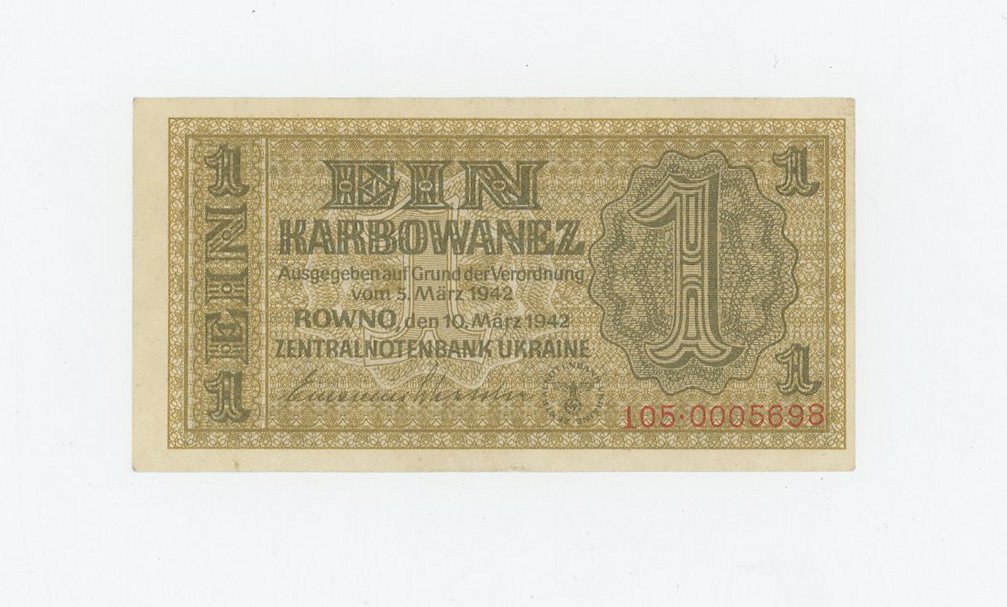 1
EIN
1
EIN
KARBOWANEZ
Ausgegeben auf Grund der Verordnung
vom 5. März 1942
ROWNO, den 10. März 1942
ZENTRALNOTENBANK UKRAINE
1
1
1
105·0005698